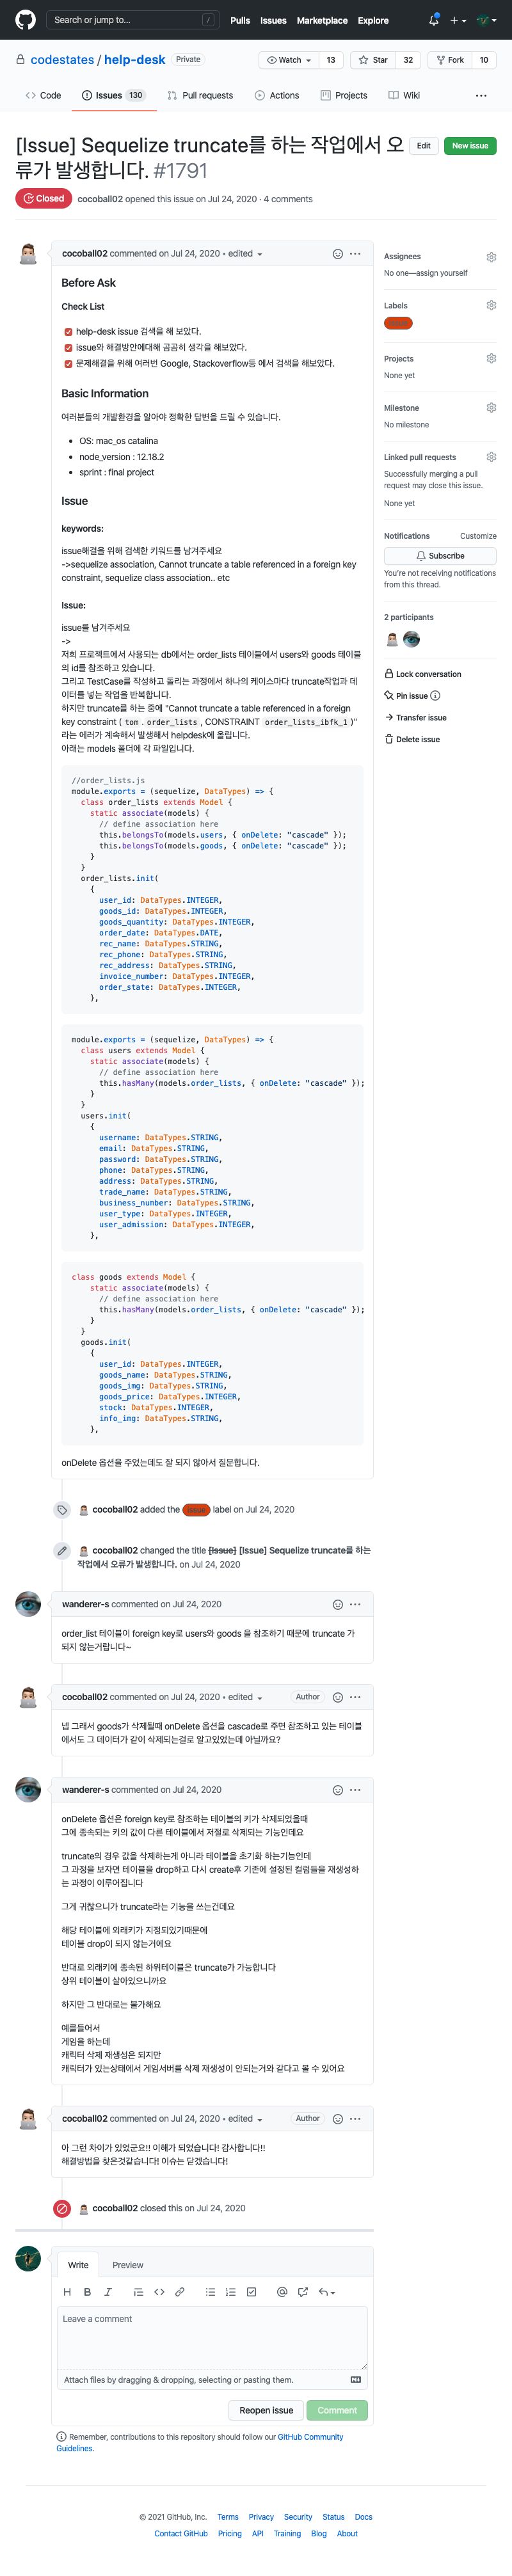 Search or jump to...
/
Pulls Issues Marketplace Explore
codestates / help-desk Private
Watch 13 Star 32 Fork 10
Code Issues 130 Pull requests Actions Projects Wiki
[Issue] Sequelize truncate를 하는 작업에서 오
류가 발생합니다. #1791
Edit New issue
Closed cocoball02 opened this issue on Jul 24, 2020 · 4 comments
cocoball02 commented on Jul 24, 2020 • edited
Before Ask
Check List
help-desk issue 검색을 해 보았다.
issue와 해결방안에대해 곰곰히 생각을 해보았다.
문제해결을 위해 여러번 Google, Stackoverflow등 에서 검색을 해보았다.
Basic Information
여러분들의 개발환경을 알아야 정확한 답변을 드릴 수 있습니다.
• OS: mac_os catalina
• node_version : 12.18.2
• sprint : final project
Issue
keywords:
issue해결을 위해 검색한 키워드를 남겨주세요
->sequelize association, Cannot truncate a table referenced in a foreign key
constraint, sequelize class association.. etc
Issue:
issue를 남겨주세요
->
저희 프로젝트에서 사용되는 db에서는 order_lists 테이블에서 users와 goods 테이블
의 id를 참조하고 있습니다.
그리고 TestCase를 작성하고 돌리는 과정에서 하나의 케이스마다 truncate작업과 데
이터를 넣는 작업을 반복합니다.
하지만 truncate를 하는 중에 "Cannot truncate a table referenced in a foreign
key constraint ( tom . order_lists , CONSTRAINT order_lists_ibfk_1 )"
라는 에러가 계속해서 발생해서 helpdesk에 올립니다.
아래는 models 폴더에 각 파일입니다.
//order_lists.js
module.exports = (sequelize, DataTypes) => {
class order_lists extends Model {
static associate(models) {
// define association here
this.belongsTo(models.users, { onDelete: "cascade" });
this.belongsTo(models.goods, { onDelete: "cascade" });
}
}
order_lists.init(
{
user_id: DataTypes.INTEGER,
goods_id: DataTypes.INTEGER,
goods_quantity: DataTypes.INTEGER,
order_date: DataTypes.DATE,
rec_name: DataTypes.STRING,
rec_phone: DataTypes.STRING,
rec_address: DataTypes.STRING,
invoice_number: DataTypes.INTEGER,
order_state: DataTypes.INTEGER,
},
module.exports = (sequelize, DataTypes) => {
class users extends Model {
static associate(models) {
// define association here
this.hasMany(models.order_lists, { onDelete: "cascade" });
}
}
users.init(
{
username: DataTypes.STRING,
email: DataTypes.STRING,
password: DataTypes.STRING,
phone: DataTypes.STRING,
address: DataTypes.STRING,
trade_name: DataTypes.STRING,
business_number: DataTypes.STRING,
user_type: DataTypes.INTEGER,
user_admission: DataTypes.INTEGER,
},
class goods extends Model {
static associate(models) {
// define association here
this.hasMany(models.order_lists, { onDelete: "cascade" });
}
}
goods.init(
{
user_id: DataTypes.INTEGER,
goods_name: DataTypes.STRING,
goods_img: DataTypes.STRING,
goods_price: DataTypes.INTEGER,
stock: DataTypes.INTEGER,
info_img: DataTypes.STRING,
},
onDelete 옵션을 주었는데도 잘 되지 않아서 질문합니다.
cocoball02 added the Issue label on Jul 24, 2020
cocoball02 changed the title [Issue] [Issue] Sequelize truncate를 하는
작업에서 오류가 발생합니다. on Jul 24, 2020
wanderer-s commented on Jul 24, 2020
order_list 테이블이 foreign key로 users와 goods 을 참조하기 때문에 truncate 가
되지 않는거랍니다~
cocoball02 commented on Jul 24, 2020 • edited Author
넵 그래서 goods가 삭제될때 onDelete 옵션을 cascade로 주면 참조하고 있는 테이블
에서도 그 데이터가 같이 삭제되는걸로 알고있었는데 아닐까요?
wanderer-s commented on Jul 24, 2020
onDelete 옵션은 foreign key로 참조하는 테이블의 키가 삭제되었을때
그에 종속되는 키의 값이 다른 테이블에서 저절로 삭제되는 기능인데요
truncate의 경우 값을 삭제하는게 아니라 테이블을 초기화 하는기능인데
그 과정을 보자면 테이블을 drop하고 다시 create후 기존에 설정된 컬럼들을 재생성하
는 과정이 이루어집니다
그게 귀찮으니가 truncate라는 기능을 쓰는건데요
해당 테이블에 외래키가 지정되있기때문에
테이블 drop이 되지 않는거에요
반대로 외래키에 종속된 하위테이블은 truncate가 가능합니다
상위 테이블이 살아있으니까요
하지만 그 반대로는 불가해요
예를들어서
게임을 하는데
캐릭터 삭제 재생성은 되지만
캐릭터가 있는상태에서 게임서버를 삭제 재생성이 안되는거와 같다고 볼 수 있어요
cocoball02 commented on Jul 24, 2020 • edited Author
아 그런 차이가 있었군요!! 이해가 되었습니다! 감사합니다!!
해결방법을 찾은것같습니다! 이슈는 닫겠습니다!
cocoball02 closed this on Jul 24, 2020
Write Preview
Leave a comment
Attach files by dragging & dropping, selecting or pasting them.
Reopen issue Comment
Remember, contributions to this repository should follow our GitHub Community
Guidelines.
Assignees
No one—assign yourself
Labels
Issue
Projects
None yet
Milestone
No milestone
Linked pull requests
Successfully merging a pull
request may close this issue.
None yet
Notifications Customize
Subscribe
You're not receiving notifications
from this thread.
2 participants
Lock conversation
Pin issue
Transfer issue
Delete issue
© 2021 GitHub, Inc. Terms Privacy Security Status Docs
Contact GitHub Pricing API Training Blog About